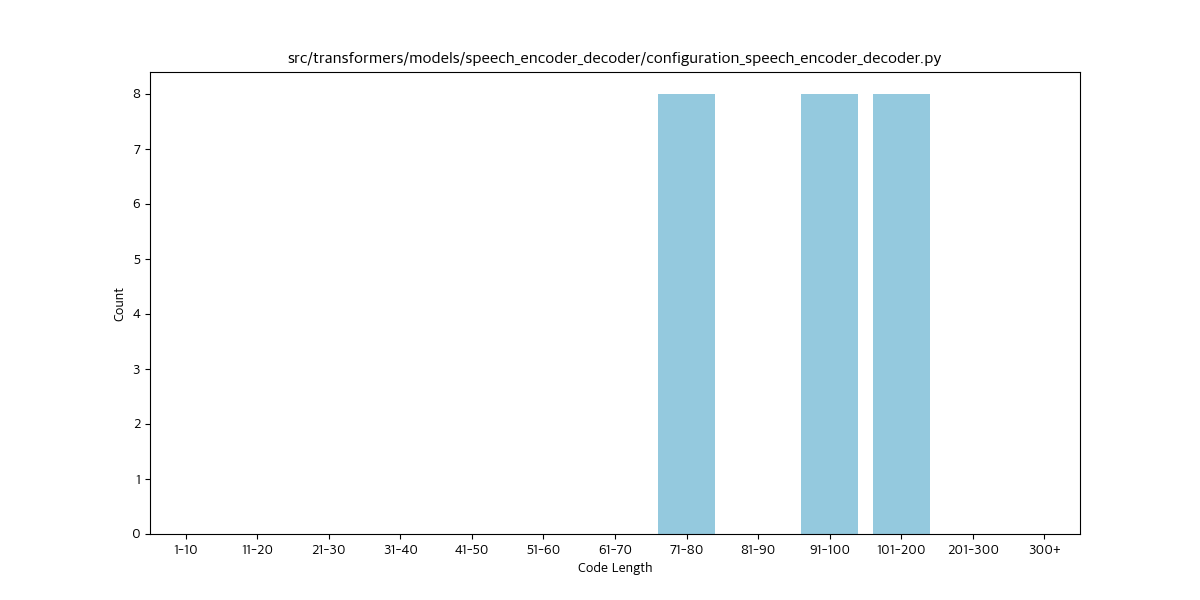 src/transformers/models/speech_encoder_decoder/configuration_speech_encoder_decoder.py
8
7
6
5
4
3
2
1
0
Count
1-10 11-20 21-30 31-40 41-50 51-60 61-70 71-80 81-90 91-100 101-200 201-300 300+
Code Length